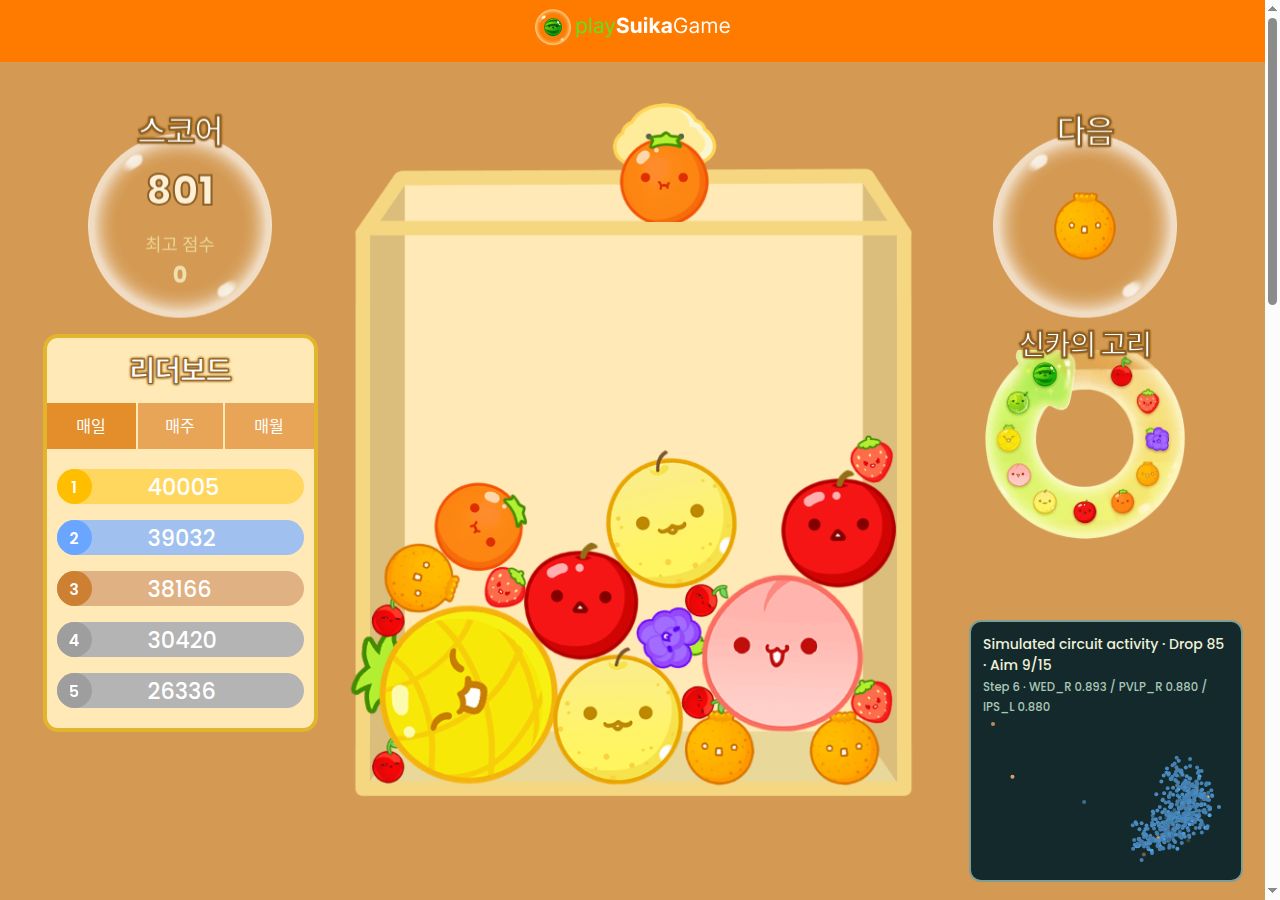 playSuikaGame
스코어
801
최고 점수
0
리더보드
매일
매주
매월
1
40005
2
39032
3
38166
4
30420
5
26336
다음
신카의 고리
Simulated circuit activity · Drop 85
· Aim 9/15
Step 6 · WED_R 0.893 / PVLP_R 0.880 /
IPS_L 0.880